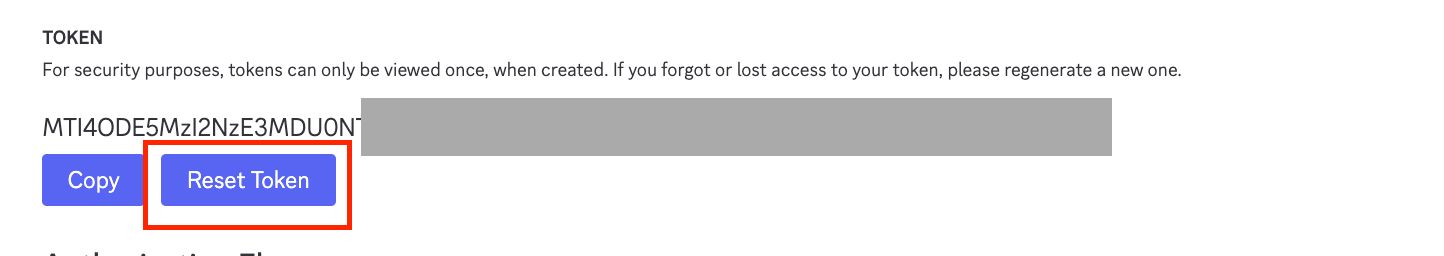 TOKEN
For security purposes, tokens can only be viewed once, when created. If you forgot or lost access to your token, please regenerate a new one.
MTI4ODE5MzI2NzE3MDU0NT
Copy
Reset Token